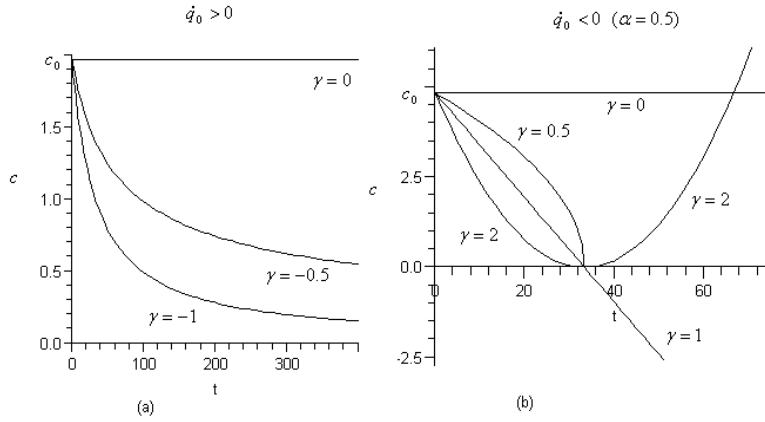 q̇₀ > 0
c₀
γ = 0
1.5
c
1.0
0.5
γ = −0.5
γ = −1
0.0
0 100 200 300
t
(a)
q̇₀ < 0 (α = 0.5)
c₀
γ = 0
γ = 0.5
c
2.5
γ = 2
γ = 2
0.0
0 20 40 60
t
γ = 1
-2.5
(b)